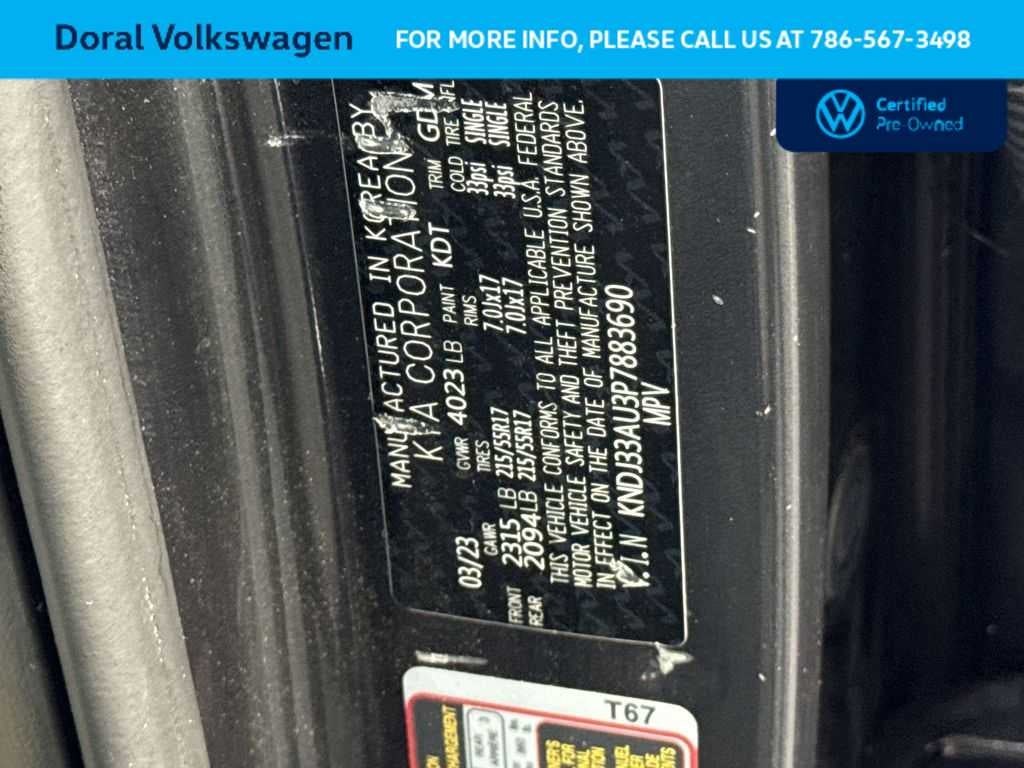 Doral Volkswagen
FOR MORE INFO, PLEASE CALL US AT 786-567-3498
Certified
Pre-Owned
MANUFACTURED IN KOREA BY
KIA CORPORATION
03/23 GVWR 4023 LB PAINT KDT TRIM
GAWR TIRES RIMS COLD TIRE
FRONT 2315 LB 215/55R17 7.0Jx17 33psi SINGLE
REAR 2094LB 215/55R17 7.0Jx17 33psi SINGLE
THIS VEHICLE CONFORMS TO ALL APPLICABLE U.S.A. FEDERAL
MOTOR VEHICLE SAFETY AND THEFT PREVENTION STANDARDS
IN EFFECT ON THE DATE OF MANUFACTURE SHOWN ABOVE.
V.I.N KNDJ33AU3P7883690
MPV
T67